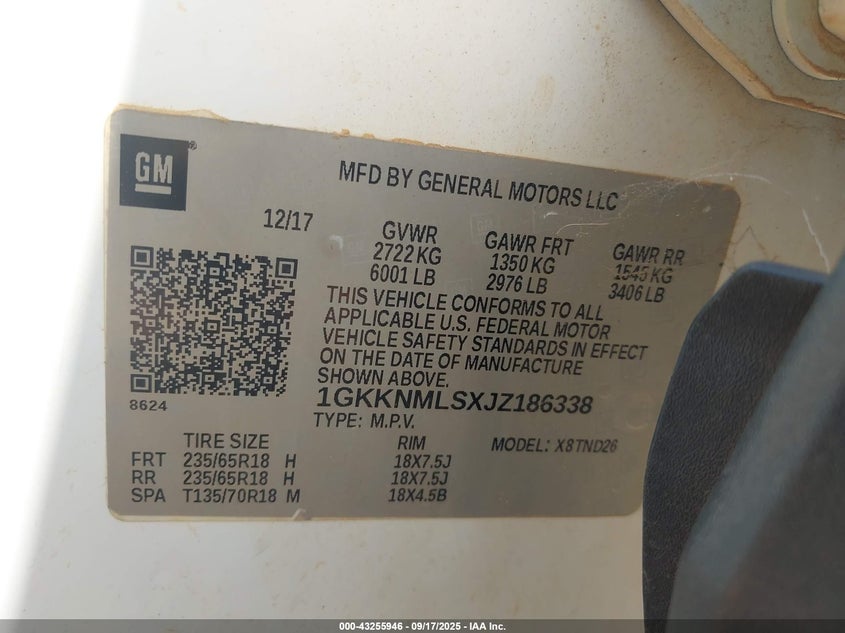 GM
®
MFD BY GENERAL MOTORS LLC
12/17
GVWR
2722 KG
6001 LB
GAWR FRT
1350 KG
2976 LB
GAWR RR
1545 KG
3406 LB
THIS VEHICLE CONFORMS TO ALL
APPLICABLE U.S. FEDERAL MOTOR
VEHICLE SAFETY STANDARDS IN EFFECT
ON THE DATE OF MANUFACTURE
SHOWN ABOVE.
8624
1GKKNMLSXJZ186338
TYPE: M.P.V.
MODEL: X8TND26
TIRE SIZE RIM
FRT 235/65R18 H 18X7.5J
RR 235/65R18 H 18X7.5J
SPA T135/70R18 M 18X4.5B
000-43255946 - 09/17/2025 - IAA Inc.